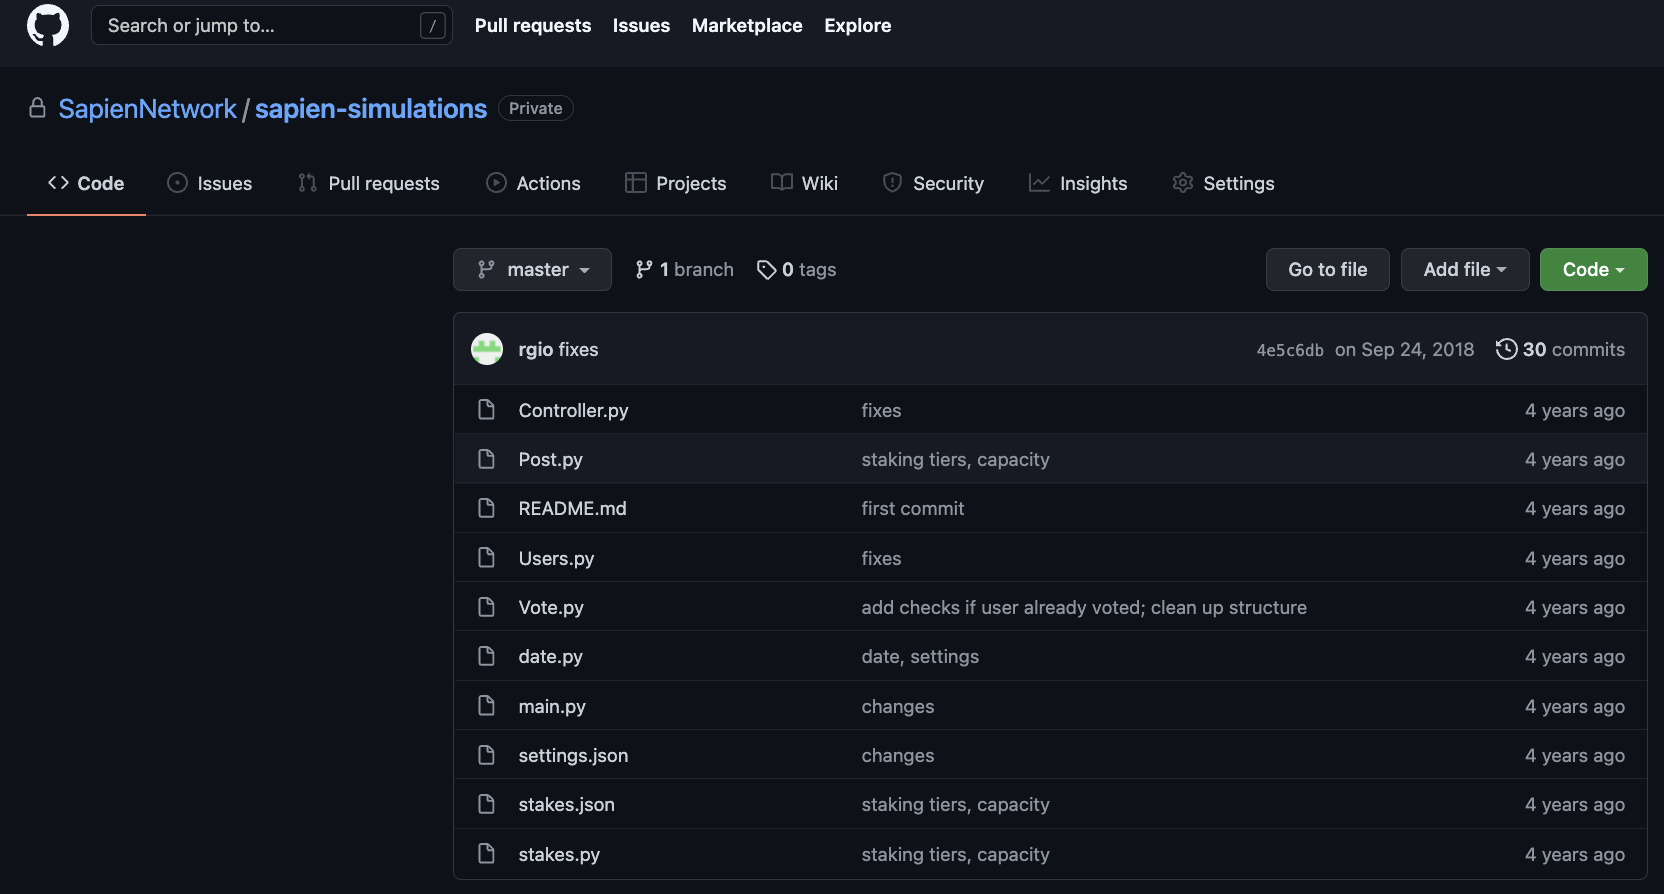 Search or jump to... / Pull requests Issues Marketplace Explore
SapienNetwork / sapien-simulations Private
Code Issues Pull requests Actions Projects Wiki Security Insights Settings
master 1 branch 0 tags Go to file Add file Code
rgio fixes 4e5c6db on Sep 24, 2018 30 commits
Controller.py fixes 4 years ago
Post.py staking tiers, capacity 4 years ago
README.md first commit 4 years ago
Users.py fixes 4 years ago
Vote.py add checks if user already voted; clean up structure 4 years ago
date.py date, settings 4 years ago
main.py changes 4 years ago
settings.json changes 4 years ago
stakes.json staking tiers, capacity 4 years ago
stakes.py staking tiers, capacity 4 years ago